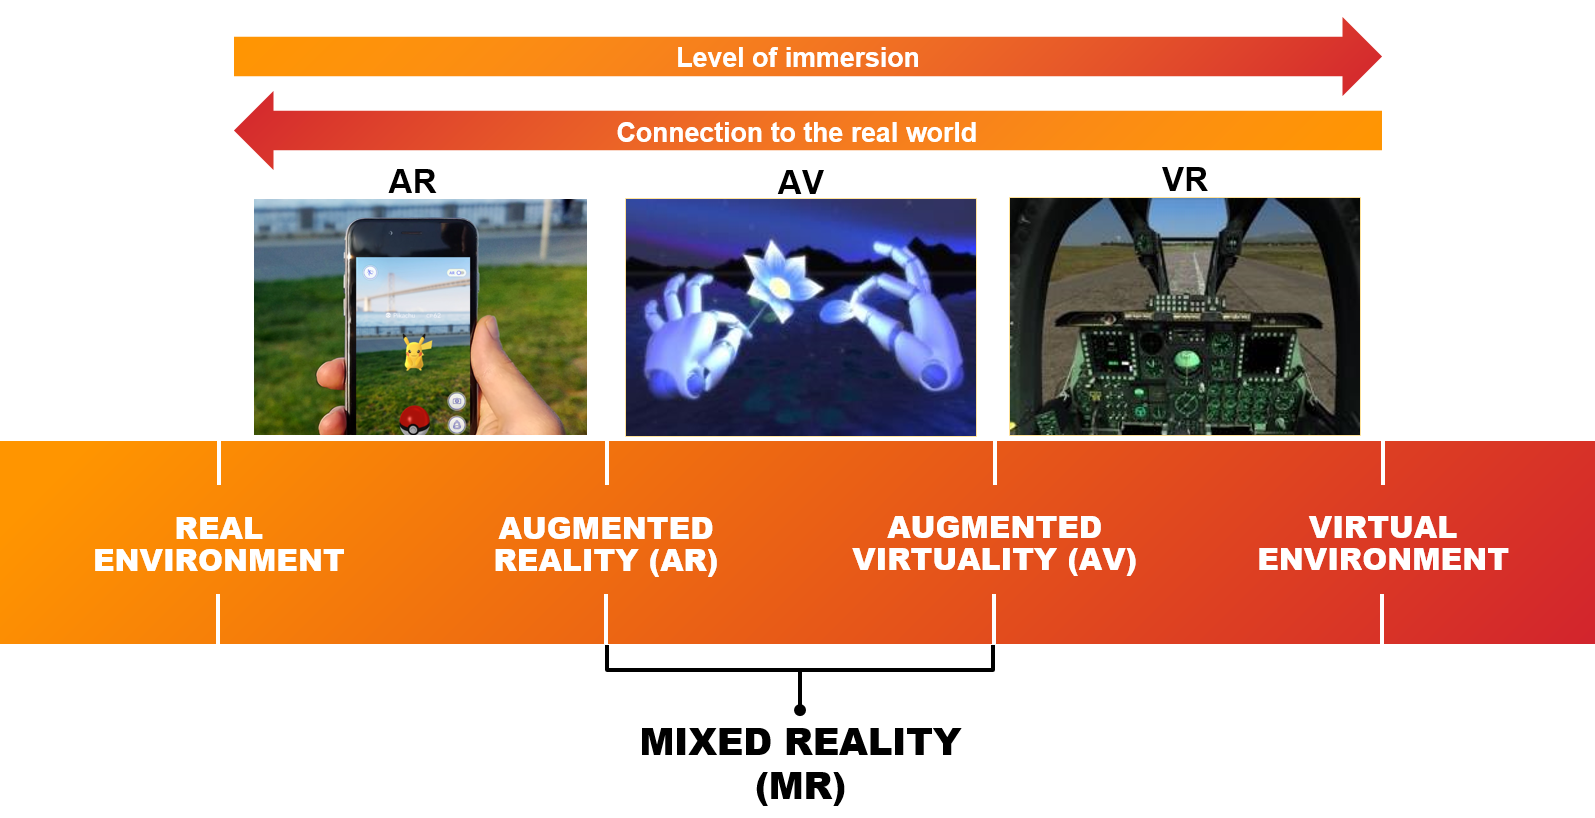 Level of immersion
Connection to the real world
AR
AV
VR
REAL
ENVIRONMENT
AUGMENTED
REALITY (AR)
AUGMENTED
VIRTUALITY (AV)
VIRTUAL
ENVIRONMENT
MIXED REALITY
(MR)